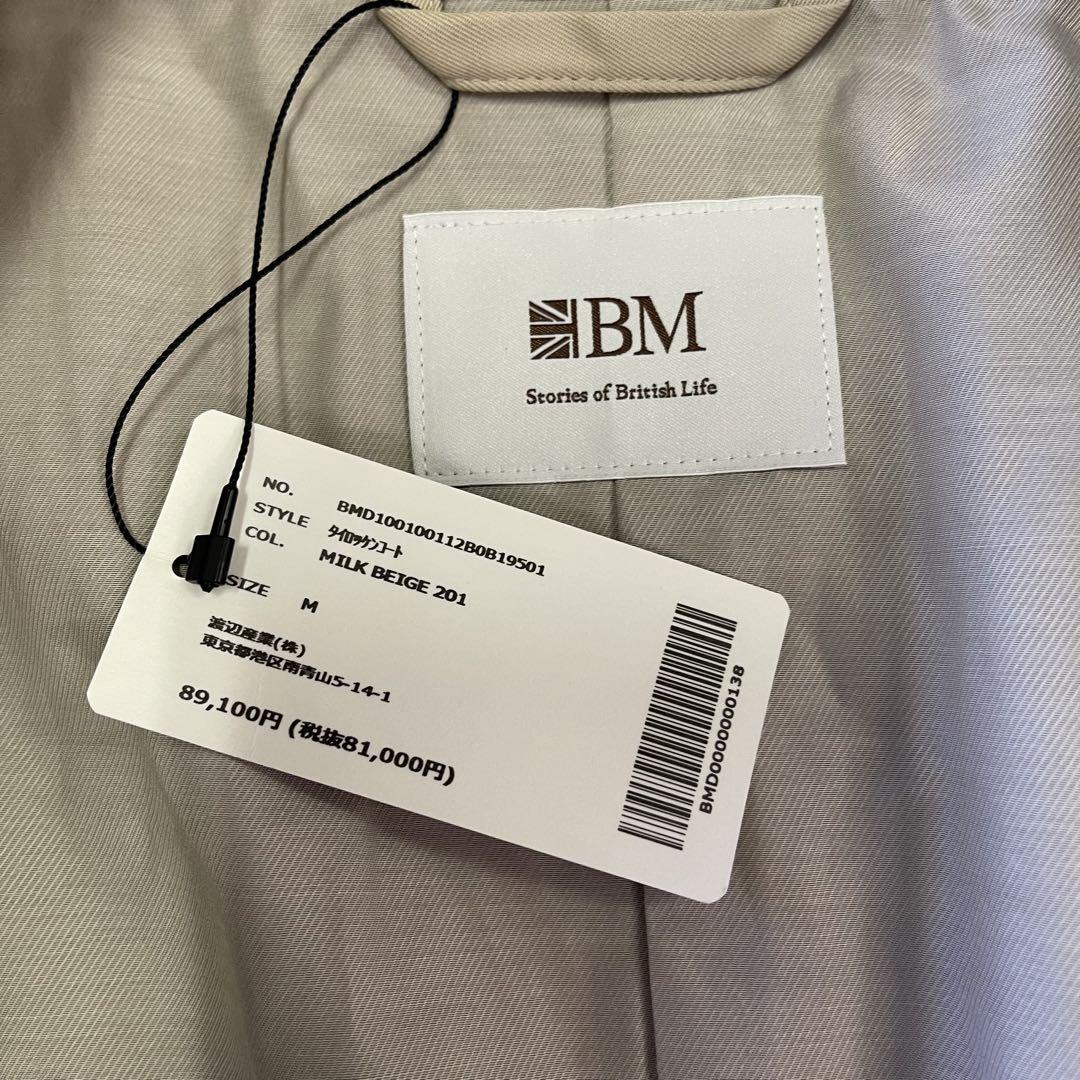 BM
Stories of British Life
NO. BMD100100112B0B19501
STYLE タイロッケンコート
COL. MILK BEIGE 201
SIZE M
渡辺産業(株)
東京都港区南青山5-14-1
89,100円 (税抜81,000円)
BMD0000000138